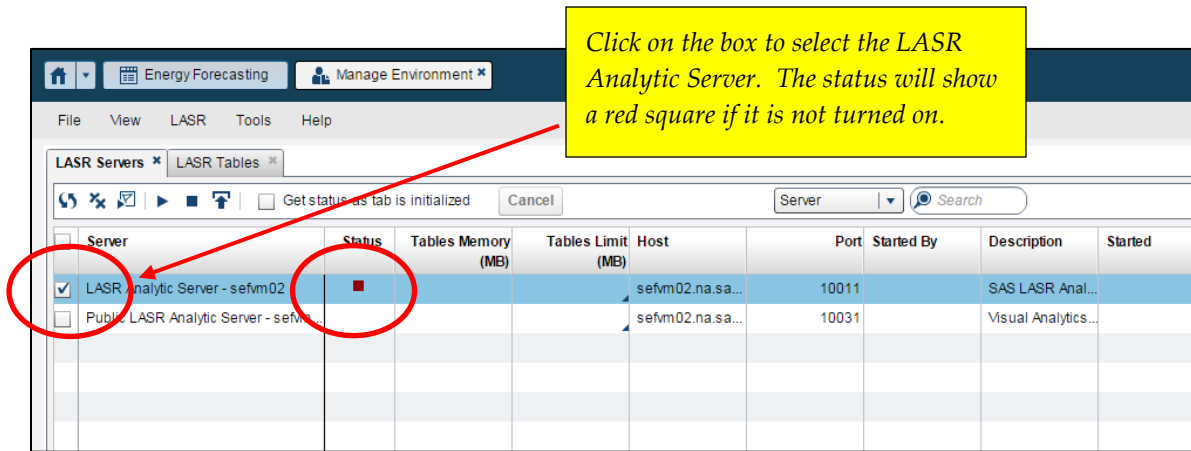 Click on the box to select the LASR
Analytic Server. The status will show
a red square if it is not turned on.
Energy Forecasting
Manage Environment
File View LASR Tools Help
LASR Servers LASR Tables
Get status as tab is initialized Cancel Server Search
Server Status Tables Memory (MB) Tables Limit (MB) Host Port Started By Description Started
LASR Analytic Server - sefvm02 sefvm02.na.sa... 10011 SAS LASR Anal...
Public LASR Analytic Server - sefvm... sefvm02.na.sa... 10031 Visual Analytics...